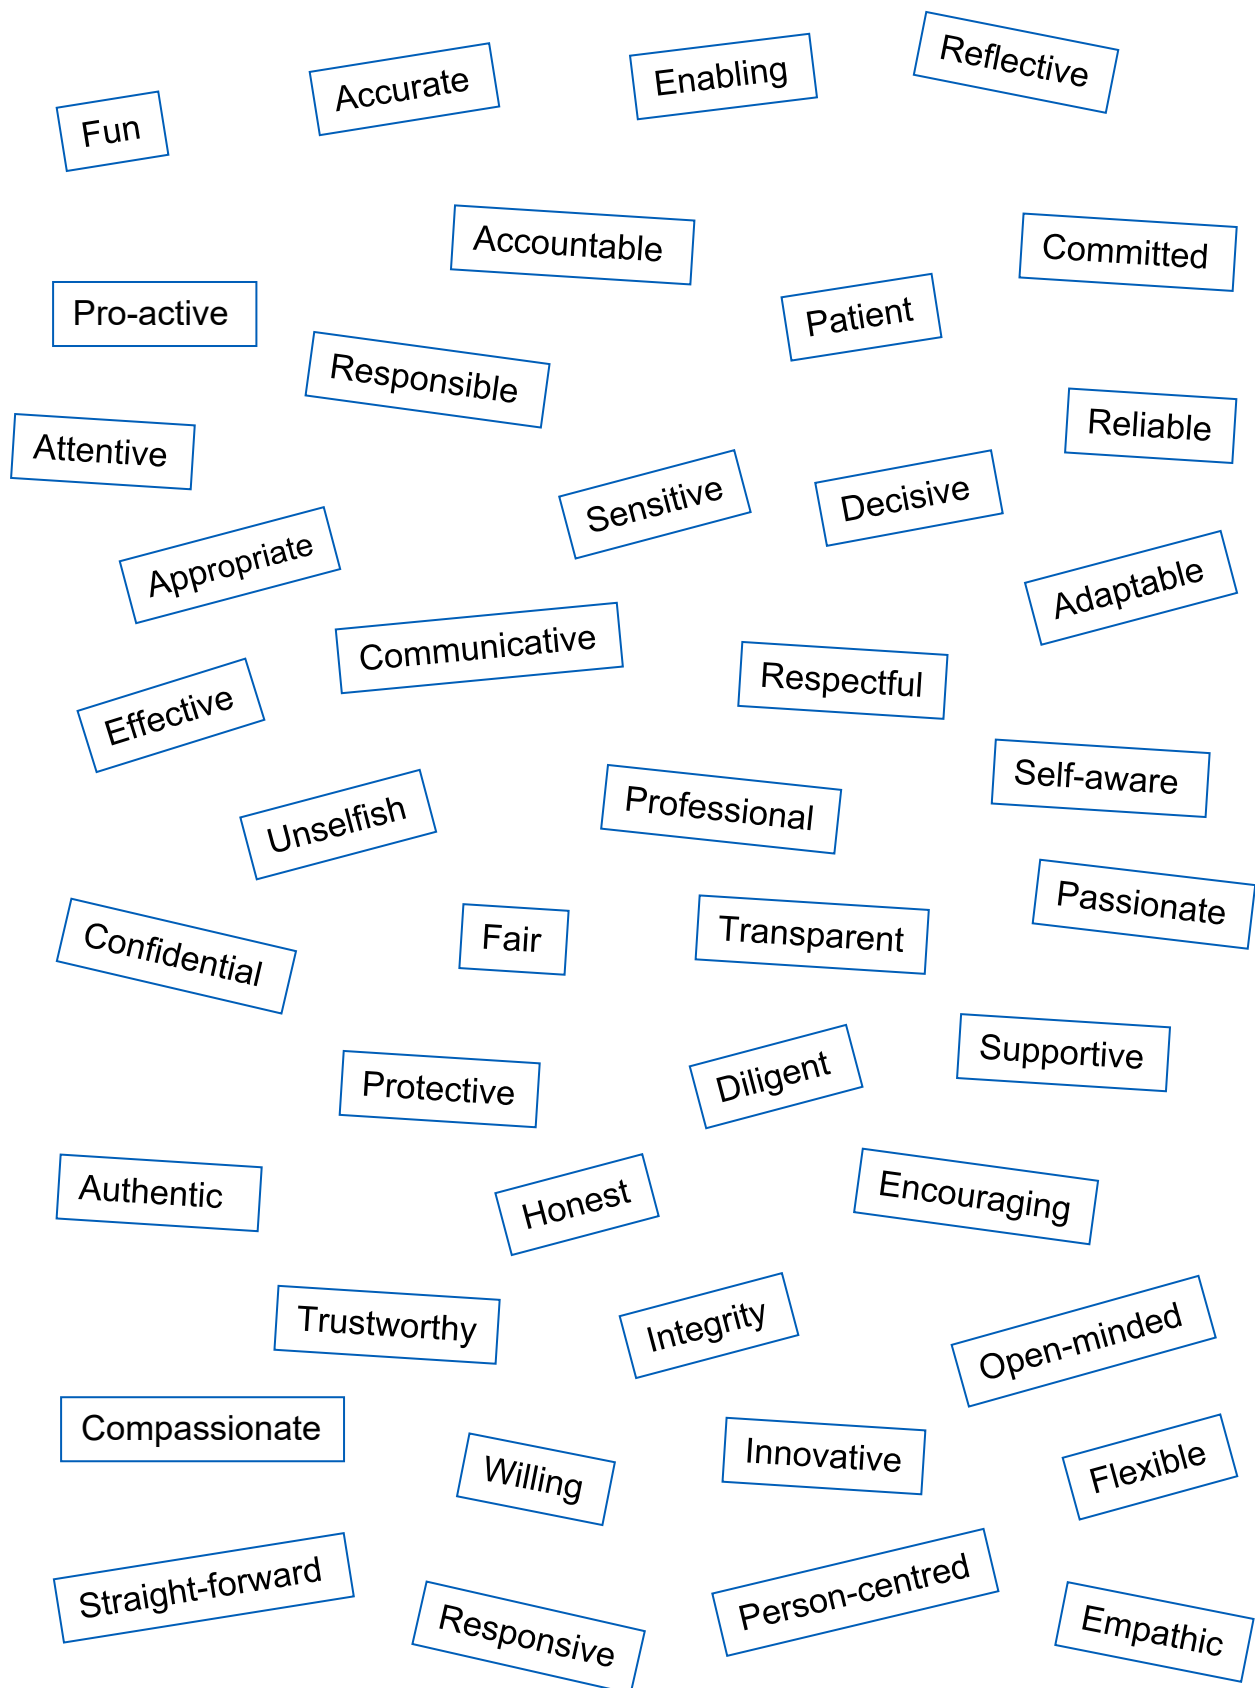 Fun
Accurate
Enabling
Reflective
Accountable
Committed
Pro-active
Patient
Responsible
Attentive
Reliable
Sensitive
Decisive
Appropriate
Adaptable
Communicative
Respectful
Effective
Self-aware
Unselfish
Professional
Passionate
Confidential
Fair
Transparent
Protective
Diligent
Supportive
Authentic
Honest
Encouraging
Trustworthy
Integrity
Open-minded
Compassionate
Willing
Innovative
Flexible
Straight-forward
Responsive
Person-centred
Empathic